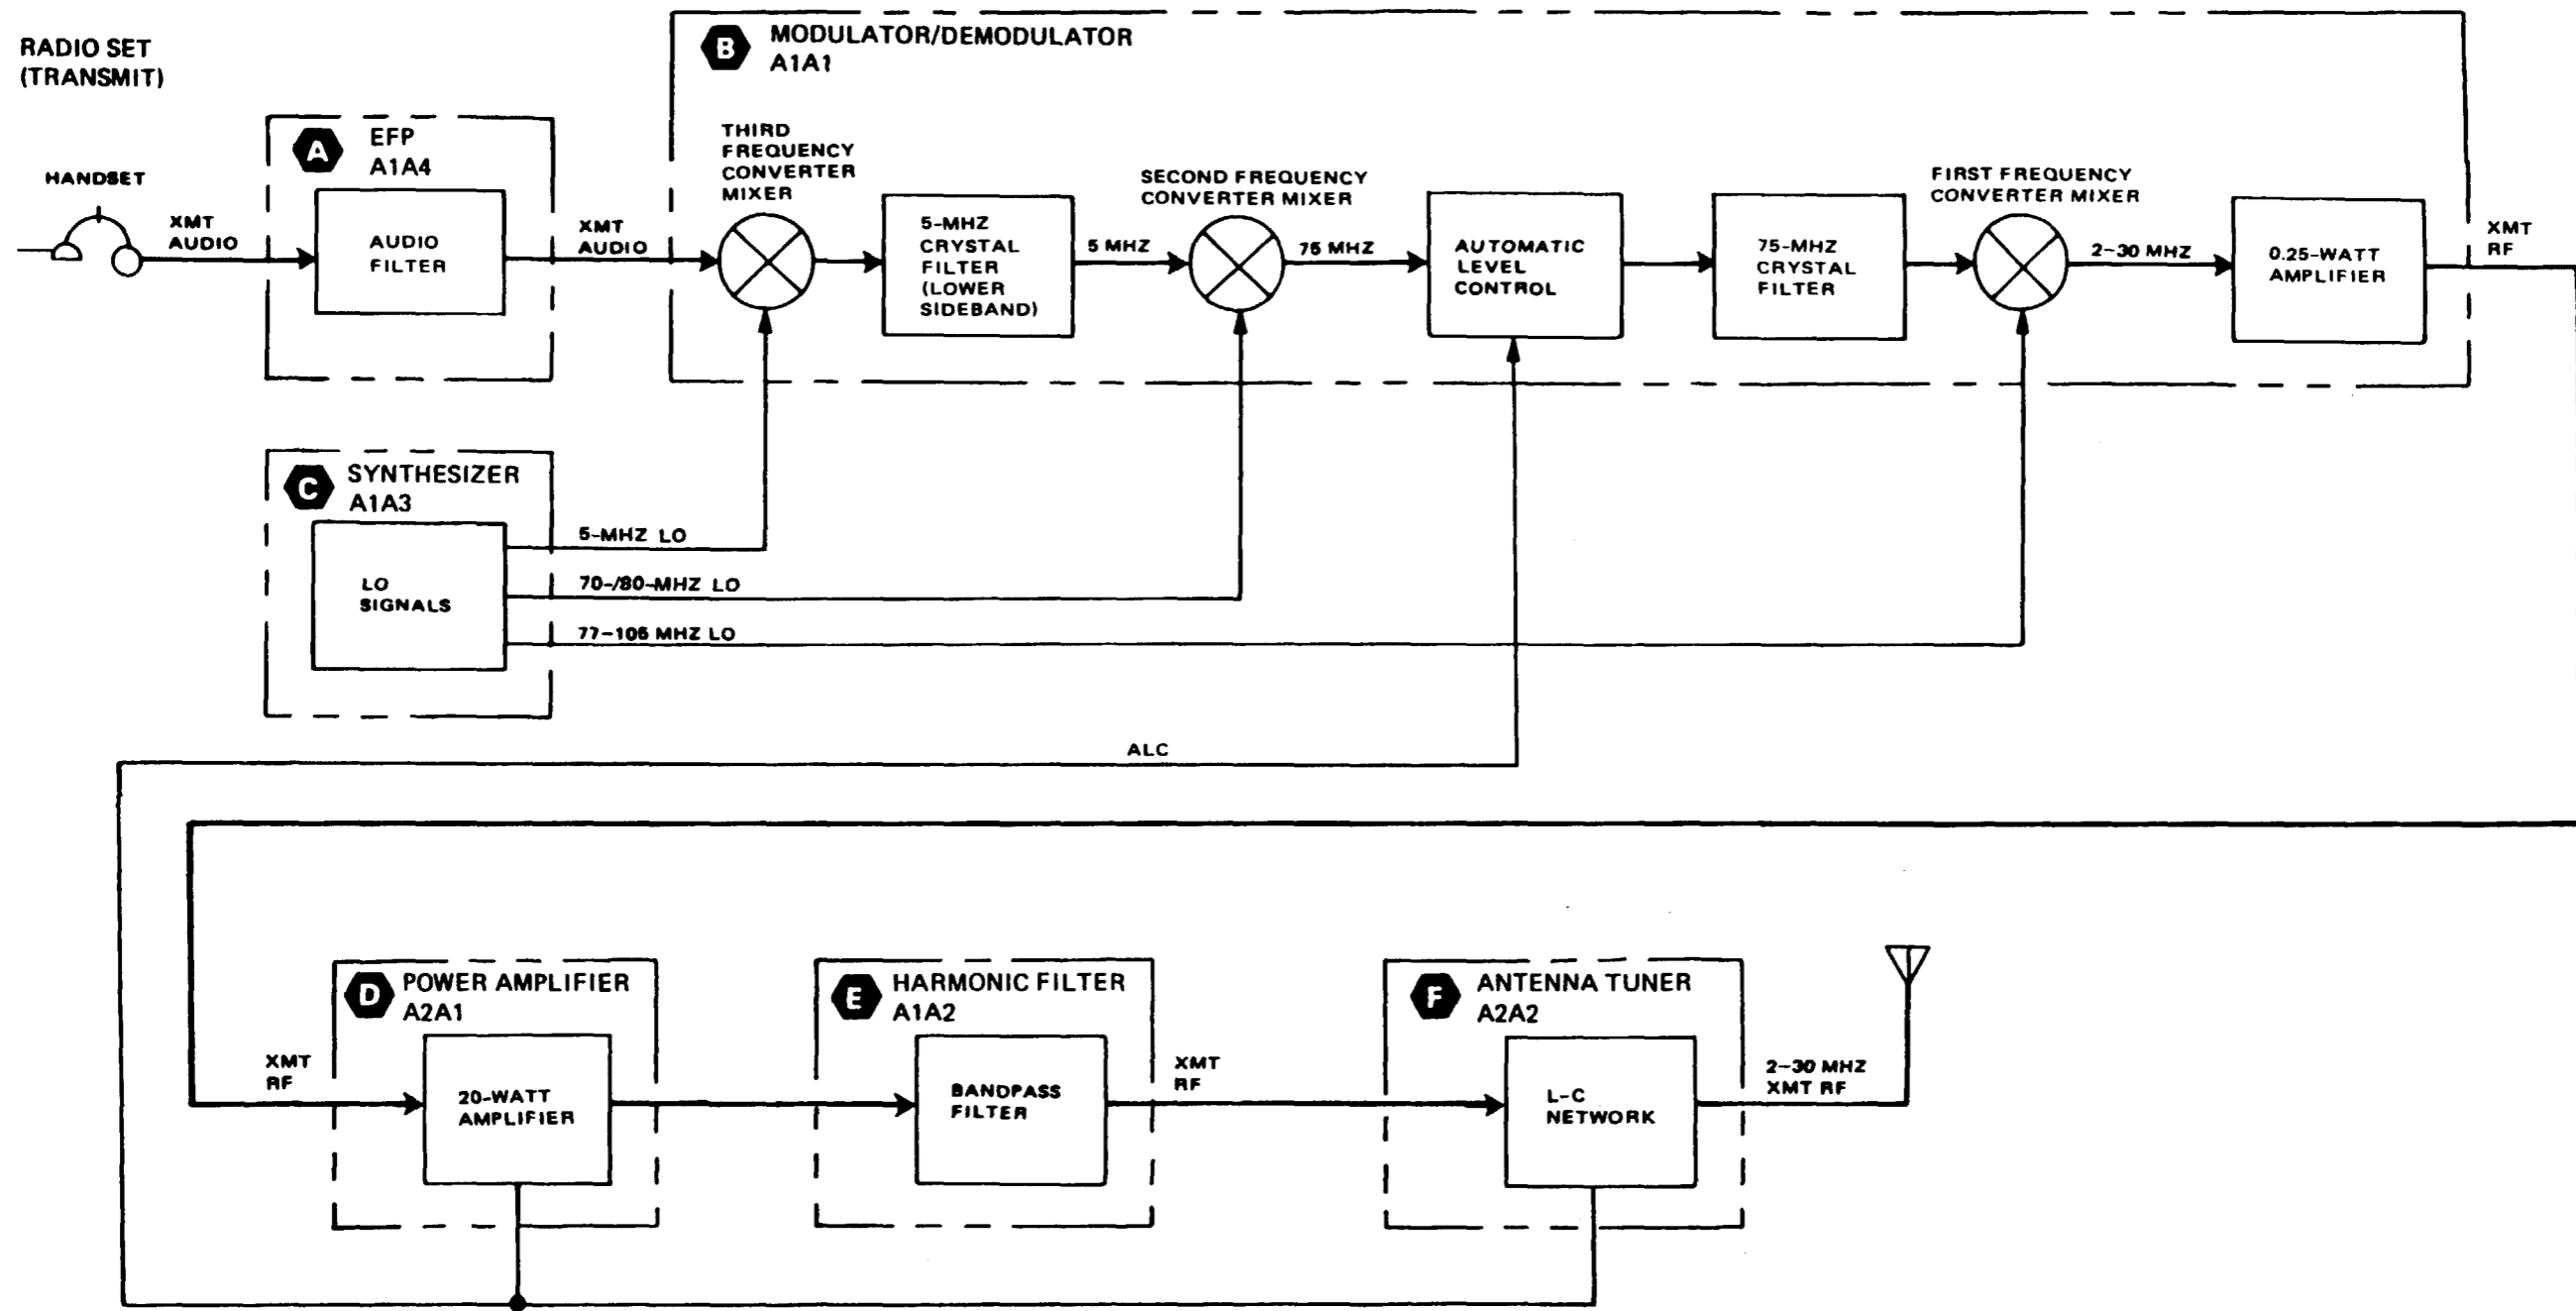 RADIO SET
(TRANSMIT)
HANDSET
XMT
AUDIO
A
EFP
A1A4
AUDIO
FILTER
XMT
AUDIO
B
MODULATOR/DEMODULATOR
A1A1
THIRD
FREQUENCY
CONVERTER
MIXER
5-MHZ
CRYSTAL
FILTER
(LOWER
SIDEBAND)
5 MHZ
SECOND FREQUENCY
CONVERTER MIXER
75 MHZ
AUTOMATIC
LEVEL
CONTROL
75-MHZ
CRYSTAL
FILTER
FIRST FREQUENCY
CONVERTER MIXER
2-30 MHZ
0.25-WATT
AMPLIFIER
XMT
RF
C
SYNTHESIZER
A1A3
LO
SIGNALS
5-MHZ LO
70-/80-MHZ LO
77-105 MHZ LO
ALC
XMT
RF
D
POWER AMPLIFIER
A2A1
20-WATT
AMPLIFIER
E
HARMONIC FILTER
A1A2
BANDPASS
FILTER
XMT
RF
F
ANTENNA TUNER
A2A2
L-C
NETWORK
2-30 MHZ
XMT RF